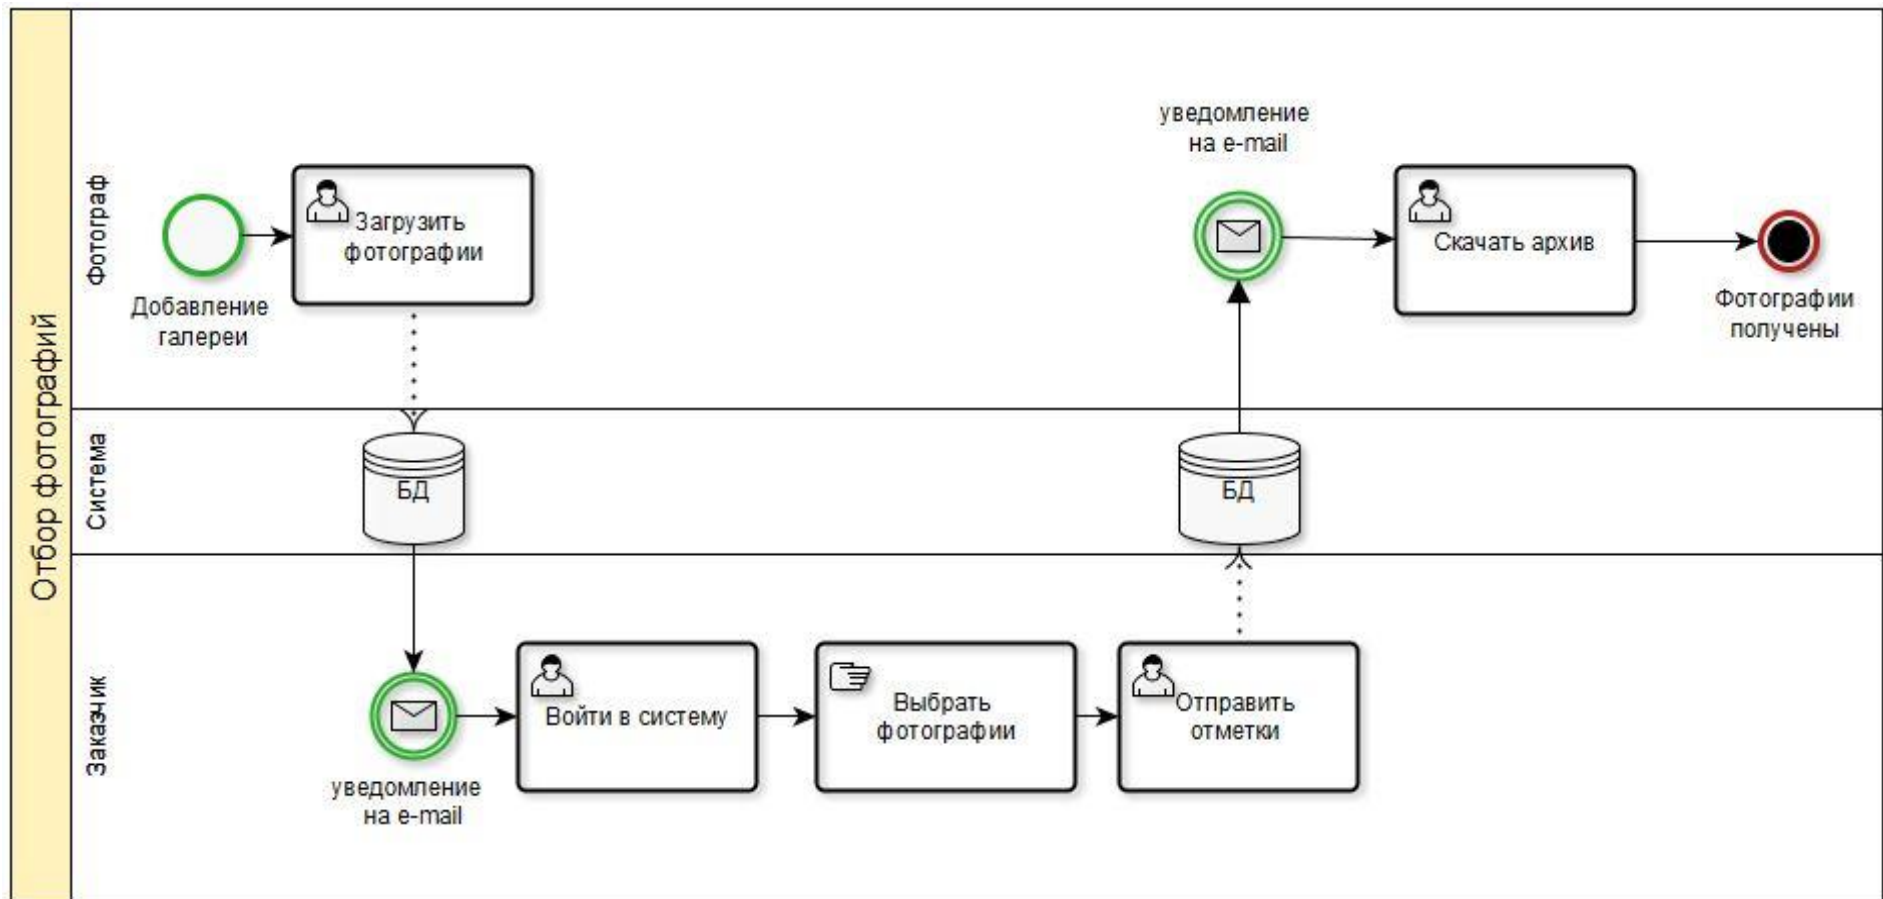 Отбор фотографий
Фотограф
Добавление
галереи
Загрузить
фотографии
уведомление
на e-mail
Скачать архив
Фотографии
получены
Система
БД
БД
Заказчик
уведомление
на e-mail
Войти в систему
Выбрать
фотографии
Отправить
отметки